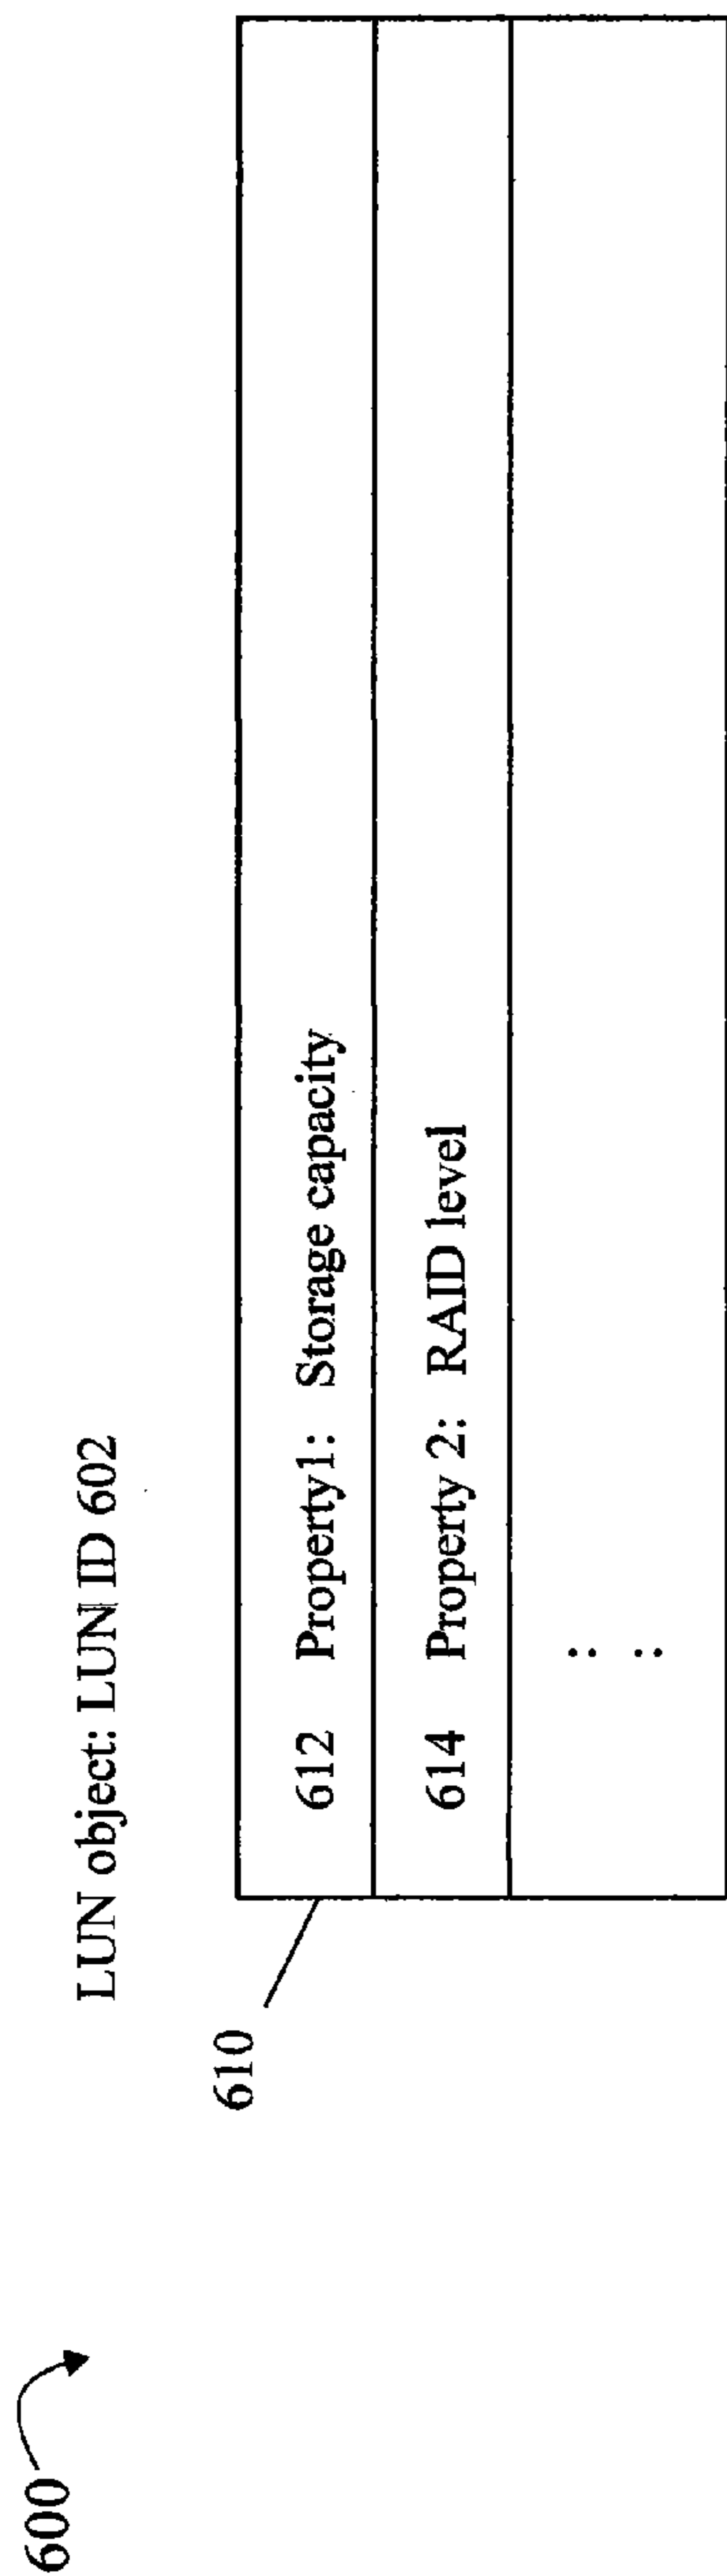 600
LUN object: LUN ID 602
610
612 Property1: Storage capacity
614 Property 2: RAID level
: :